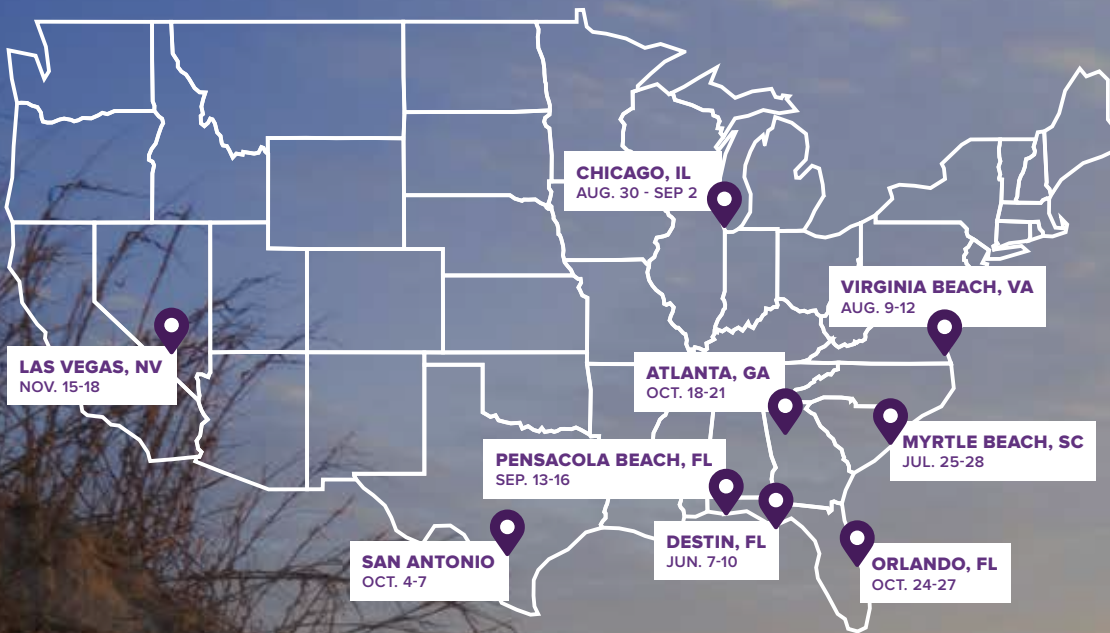 CHICAGO, IL
AUG. 30 - SEP 2
VIRGINIA BEACH, VA
AUG. 9-12
LAS VEGAS, NV
NOV. 15-18
ATLANTA, GA
OCT. 18-21
MYRTLE BEACH, SC
JUL. 25-28
PENSACOLA BEACH, FL
SEP. 13-16
DESTIN, FL
JUN. 7-10
SAN ANTONIO
OCT. 4-7
ORLANDO, FL
OCT. 24-27